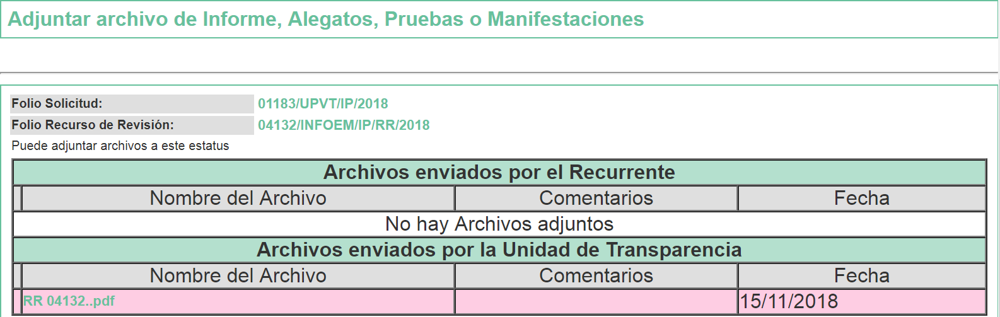 Adjuntar archivo de Informe, Alegatos, Pruebas o Manifestaciones
Folio Solicitud: 01183/UPVT/IP/2018
Folio Recurso de Revisión: 04132/INFOEM/IP/RR/2018
Puede adjuntar archivos a este estatus
Archivos enviados por el Recurrente
Nombre del Archivo Comentarios Fecha
No hay Archivos adjuntos
Archivos enviados por la Unidad de Transparencia
Nombre del Archivo Comentarios Fecha
RR 04132..pdf 15/11/2018